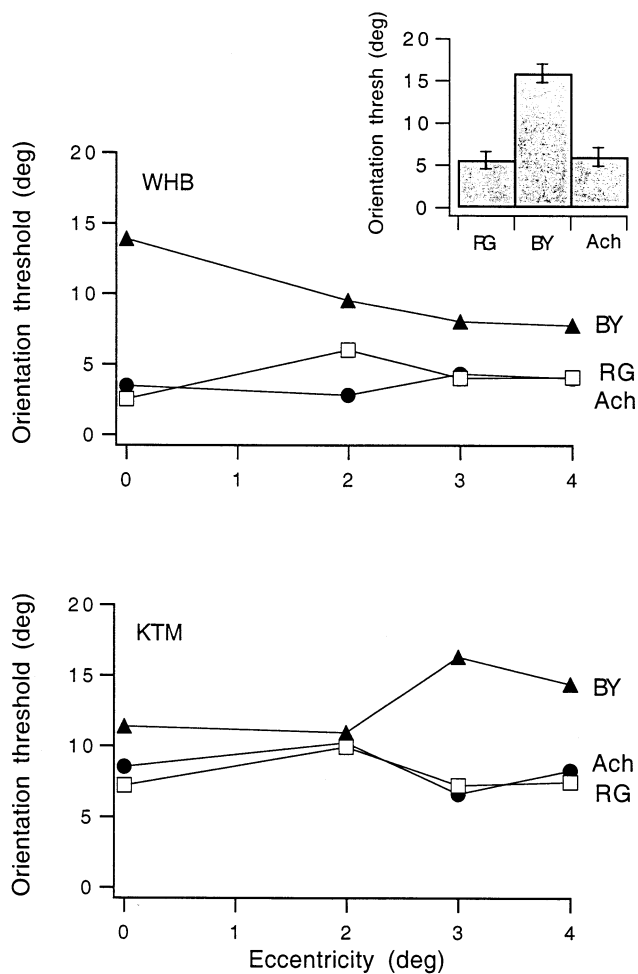 Orientation thresh (deg)
20
15
10
5
0
RG BY Ach
Orientation threshold (deg)
20
15
10
5
0
WHB
BY
RG
Ach
0 1 2 3 4
Orientation threshold (deg)
20
15
10
5
0
KTM
BY
Ach
RG
0 1 2 3 4
Eccentricity (deg)